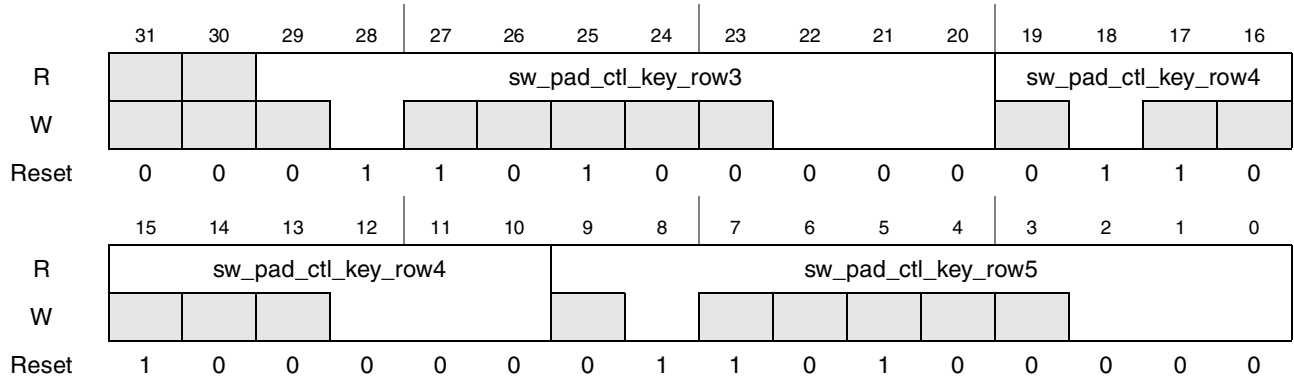 31 30 29 28 27 26 25 24 23 22 21 20 19 18 17 16
R sw_pad_ctl_key_row3 sw_pad_ctl_key_row4
W
Reset 0 0 0 1 1 0 1 0 0 0 0 0 0 1 1 0
15 14 13 12 11 10 9 8 7 6 5 4 3 2 1 0
R sw_pad_ctl_key_row4 sw_pad_ctl_key_row5
W
Reset 1 0 0 0 0 0 0 1 1 0 1 0 0 0 0 0